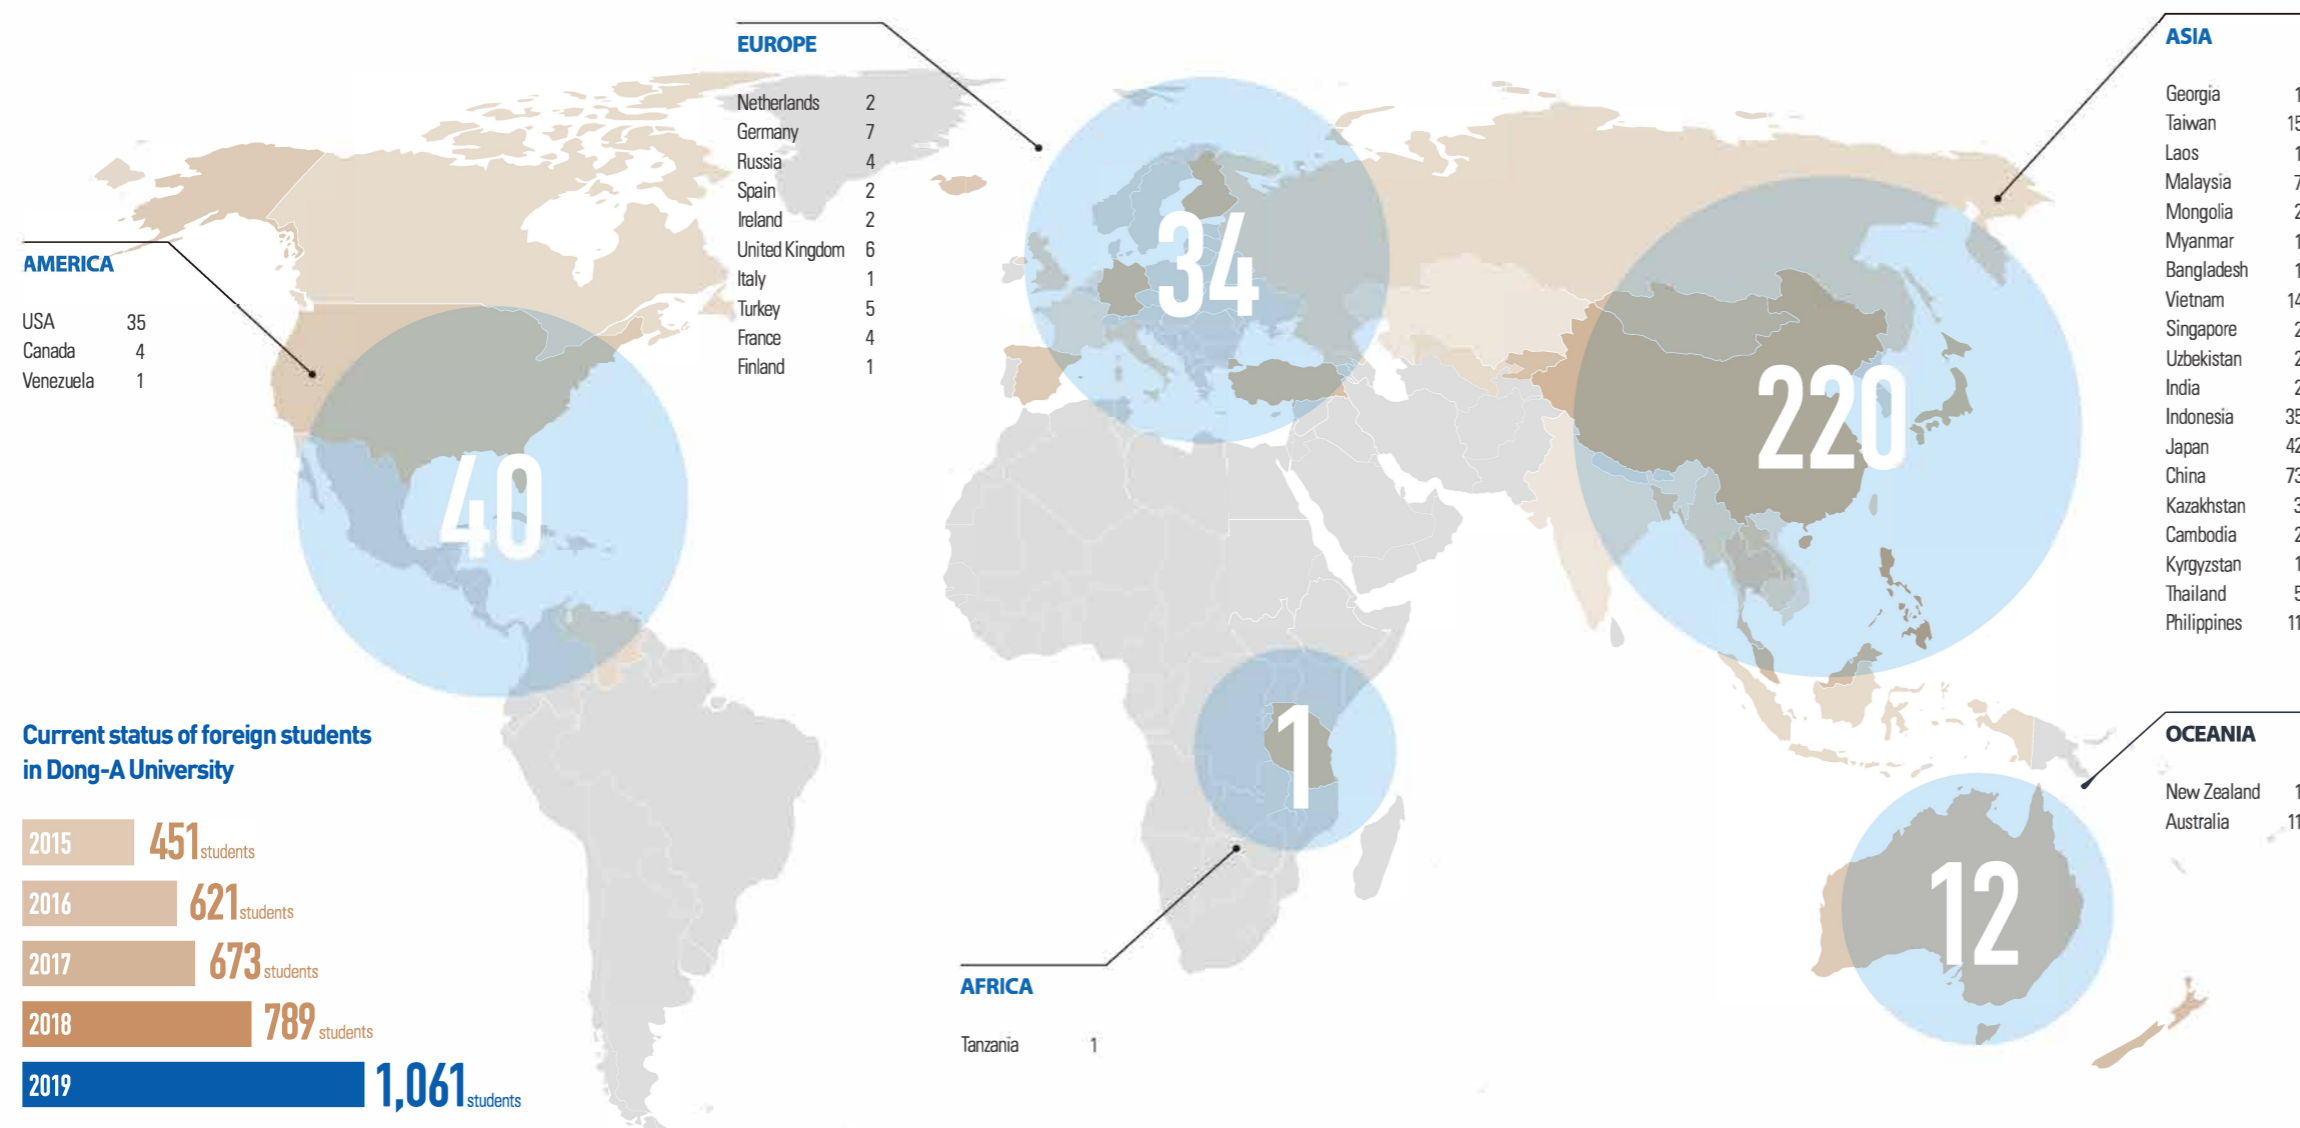 EUROPE
Netherlands 2
Germany 7
Russia 4
Spain 2
Ireland 2
United Kingdom 6
Italy 1
Turkey 5
France 4
Finland 1
34
ASIA
Georgia 1
Taiwan 15
Laos 1
Malaysia 7
Mongolia 2
Myanmar 1
Bangladesh 1
Vietnam 14
Singapore 2
Uzbekistan 2
India 2
Indonesia 35
Japan 42
China 73
Kazakhstan 3
Cambodia 2
Kyrgyzstan 1
Thailand 5
Philippines 11
220
AMERICA
USA 35
Canada 4
Venezuela 1
40
OCEANIA
New Zealand 1
Australia 11
12
AFRICA
Tanzania 1
1
Current status of foreign students
in Dong-A University
2015 451 students
2016 621 students
2017 673 students
2018 789 students
2019 1,061 students